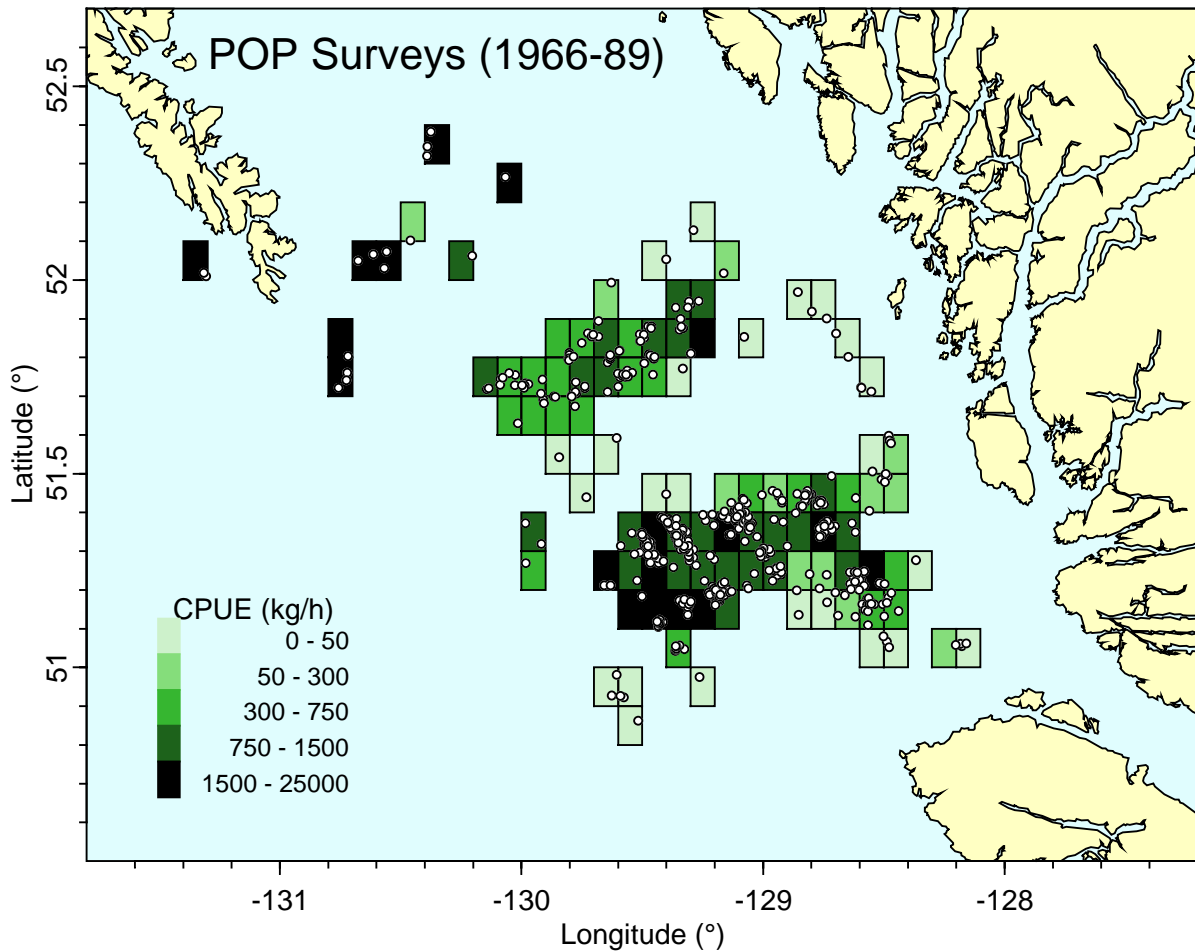 POP Surveys (1966-89)
52.5
52
51.5
51
Latitude (°)
CPUE (kg/h)
0 - 50
50 - 300
300 - 750
750 - 1500
1500 - 25000
-131
-130
-129
-128
Longitude (°)